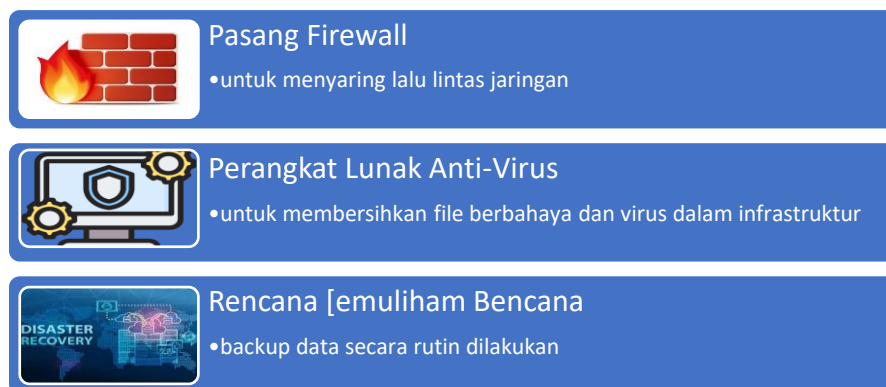 Pasang Firewall
•untuk menyaring lalu lintas jaringan
Perangkat Lunak Anti-Virus
•untuk membersihkan file berbahaya dan virus dalam infrastruktur
Rencana [emuliham Bencana
DISASTER
RECOVERY
•backup data secara rutin dilakukan